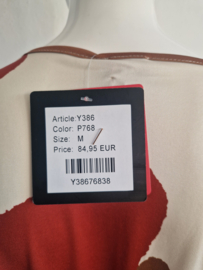 Article: Y386
Color: P768
Size: M
Price: 84,95 EUR
Y38676838